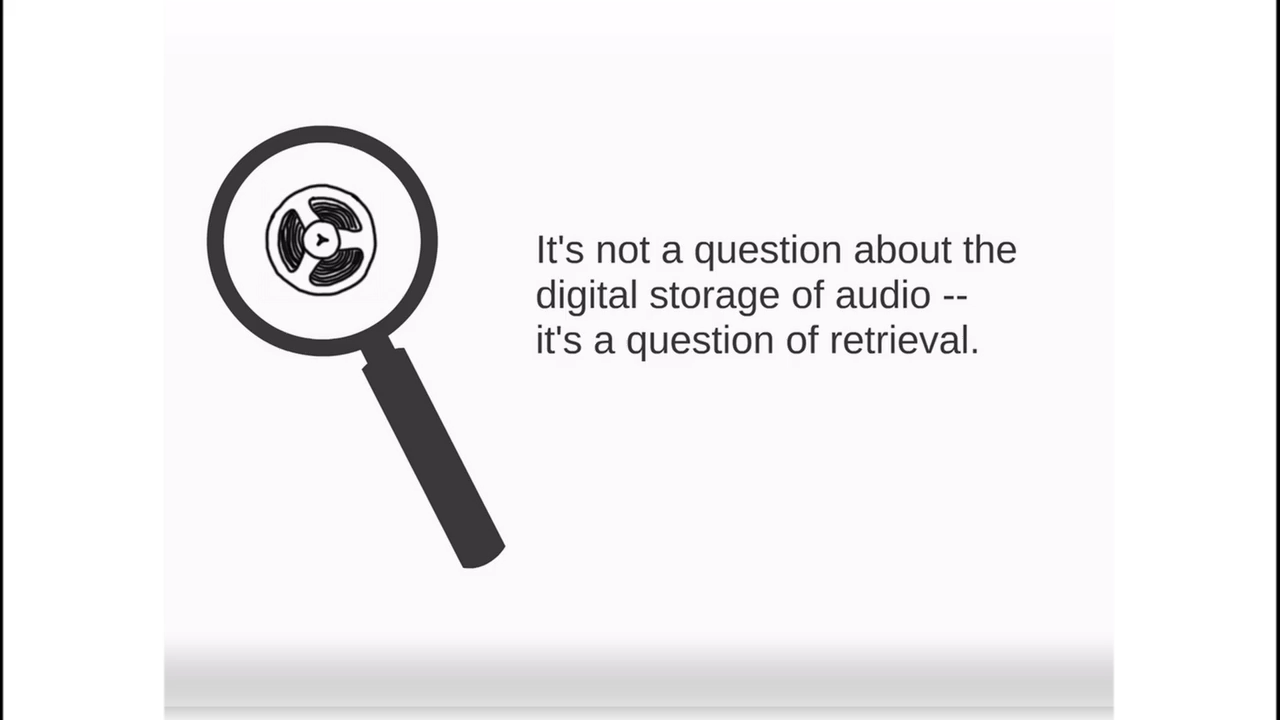 It's not a question about the
digital storage of audio --
it's a question of retrieval.